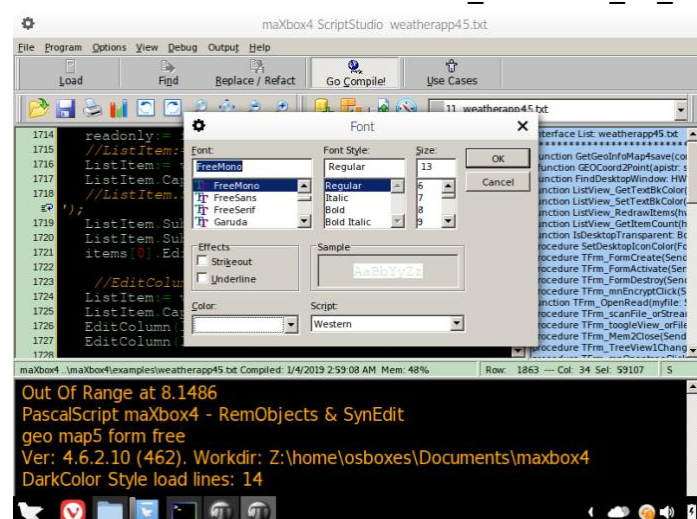 maXbox4 ScriptStudio weatherapp45.txt
File Program Options View Debug Output Help
Load Find Replace / Refact Go Compile! Use Cases
11_weatherapp45.txt
Font
Font: Font Style: Size:
FreeMono Regular 13 OK
FreeMono Regular 6 Cancel
FreeSans Italic 7
FreeSerif Bold 8
Garuda Bold Italic 9
Effects Sample
Strikeout
Underline
AaBbYyZz
Color: Script:
Western
1714 readonly:=
1715 //ListItem:
1716 ListItem:=
1717 ListItem.Cap
1718 //ListItem.
');
1719 ListItem.Sub
1720 ListItem.Sub
1721 items[0].Edi
1722
1723 //EditColu
1724 ListItem:=
1725 ListItem.Cap
1726 EditColumn
1727 EditColumn
1728
nterface List: weatherapp45.txt
unction GetGeoInfoMap4save(con
function GEOCoord2Point(apistr: s
unction FindDesktopWindow: HW
unction ListView_GetTextBkColor(
unction ListView_SetTextBkColor(
unction ListView_RedrawItems(hw
unction ListView_GetItemCount(h
unction IsDesktopTransparent: Bo
rocedure SetDesktopIconColor(Fo
rocedure TFrm_FormCreate(Send
rocedure TFrm_FormActivate(Ser
rocedure TFrm_FormDestroy(Sen
rocedure TFrm_mnEncryptClick(S
unction TFrm_OpenRead(myfile: S
rocedure TFrm_scanFile_orStrear
rocedure TFrm_toogleView_orFile
rocedure TFrm_Mem2Close(Send
rocedure TFrm_TreeView1Chang
maXbox4 ..\maXbox4\examples\weatherapp45.txt Compiled: 1/4/2019 2:59:08 AM Mem: 48% Row: 1863 --- Col: 34 Sel: 59107 S
Out Of Range at 8.1486
PascalScript maXbox4 - RemObjects & SynEdit
geo map5 form free
Ver: 4.6.2.10 (462). Workdir: Z:\home\osboxes\Documents\maxbox4
DarkColor Style load lines: 14